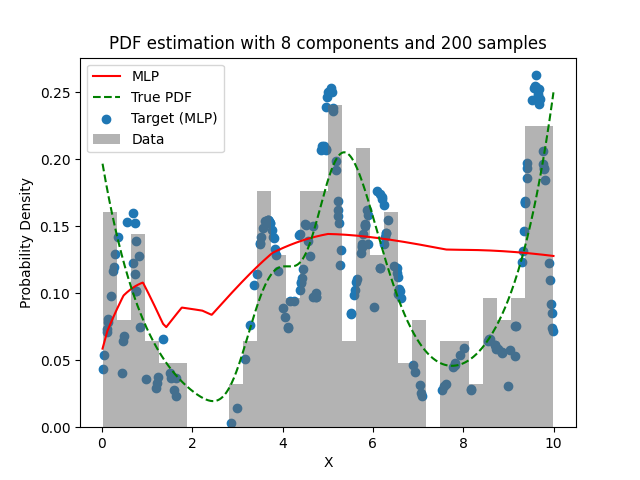 PDF estimation with 8 components and 200 samples
MLP
True PDF
Target (MLP)
Data
Probability Density
0.25
0.20
0.15
0.10
0.05
0.00
0 2 4 6 8 10
X